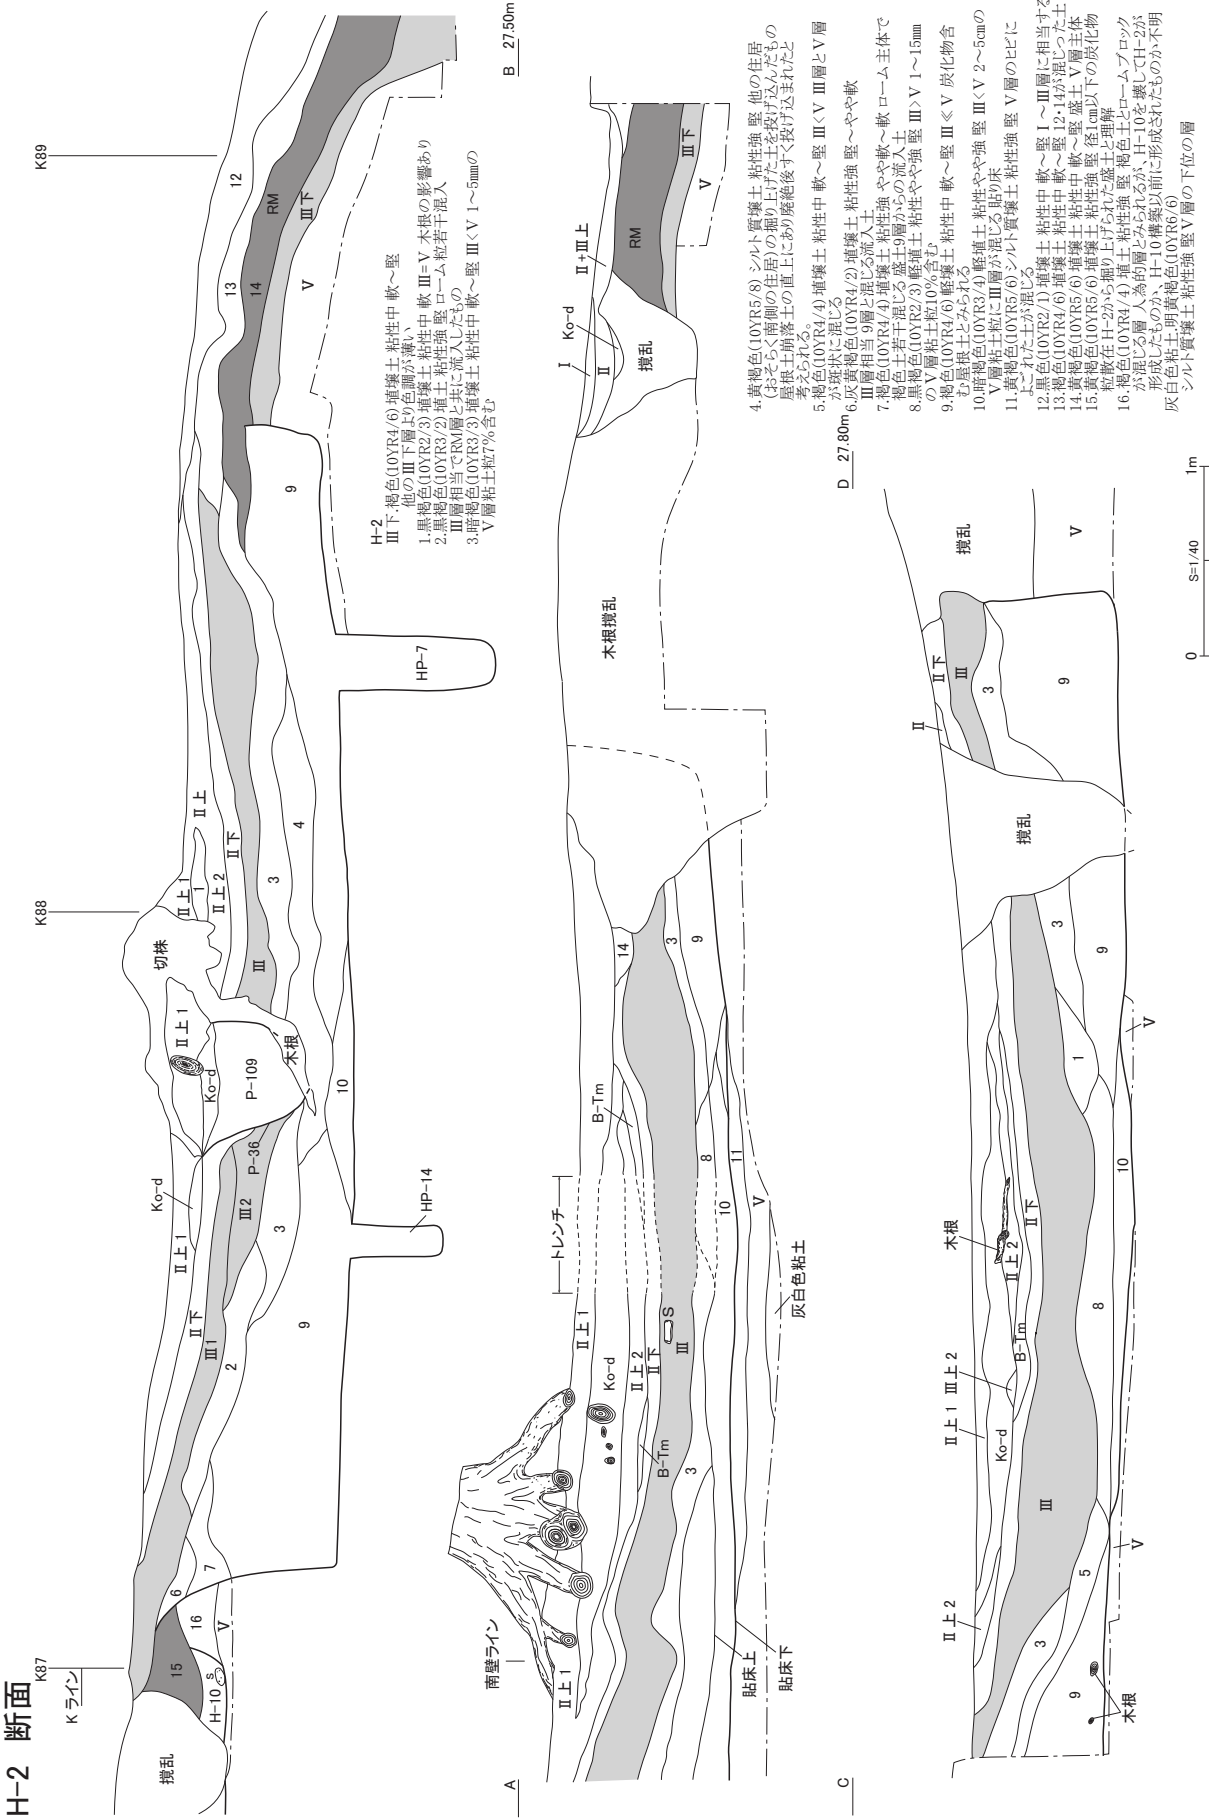 H-2 断面
Kライン
K87
K88
K89
撹乱
H-10
S
15
16
6
7
V
III1
2
9
II下
II上1
Ko-d
III2
3
P-36
HP-14
P-109
Ko-d
II上1
切株
木根
10
III
II上1
1
II上2
II上
II下
3
4
HP-7
9
12
13
14
RM
III下
V
H-2
III下.褐色(10YR4/6) 埴壌土 粘性中 軟～堅
他のIII下層より色調が薄い
1.黒褐色(10YR2/3) 埴壌土 粘性中 軟 III=V 木根の影響あり
2.黒褐色(10YR3/2) 埴土 粘性強 堅 ローム粒若干混入
III層相当でRM層と共に流入したもの
3.暗褐色(10YR3/3) 埴壌土 粘性中 軟～堅 III<V 1～5mmの
V層粘土粒7%含む
A
B 27.50m
南壁ライン
II上1
貼床上
貼床下
II上1
Ko-d
II上2
II下
B-Tm
S
III
3
トレンチ
B-Tm
8
10
11
V
灰白色粘土
14
3
9
木根撹乱
I
Ko-d
II
II+III上
撹乱
RM
III下
V
4.黄褐色(10YR5/8) シルト質壌土 粘性強 堅 他の住居
(おそらく南側の住居)の掘り上げた土を投げ込んだもの
屋根土崩落土の直上にあり廃絶後すぐ投げ込まれたと
考えられる。
5.褐色(10YR4/4) 埴壌土 粘性中 軟～堅 III<V III層とV層
が斑状に混じる
6.灰黄褐色(10YR4/2) 埴壌土 粘性強 堅～やや軟
III層相当 9層と混じる流入土
7.褐色(10YR4/4) 埴壌土 粘性強 やや軟～軟 ローム主体で
褐色土若干混じる 盛土9層からの流入土
8.黒褐色(10YR2/3) 軽埴土 粘性やや強 堅 III>V 1～15mm
のV層粘土粒10%含む
9.褐色(10YR4/6) 軽壌土 粘性中 軟～堅 III≪V 炭化物含
む屋根土とみられる
10.暗褐色(10YR3/4) 軽埴土 粘性やや強 堅 III<V 2～5cmの
V層粘土粒にIII層が混じる 貼り床
11.黄褐色(10YR5/6) シルト質壌土 粘性強 堅 V層のヒビに
よごれた土が混じる
12.黒色(10YR2/1) 埴壌土 粘性中 軟～堅 I～III層に相当する
13.褐色(10YR4/6) 埴壌土 粘性中 軟～堅 12・14が混じった土
14.黄褐色(10YR5/6) 埴壌土 粘性中 軟～堅 盛土 V層主体
15.黄褐色(10YR5/6) 埴壌土 粘性強 堅 径1cm以下の炭化物
粒散在 H-2から掘り上げられた盛土と理解
16.褐色(10YR4/4) 埴土 粘性強 堅 褐色土とロームブロック
が混じる層 人為的層とみられるが、H-10を壊してH-2が
形成したものか、H-10構築以前に形成されたものか不明
灰白色粘土.明黄褐色(10YR6/6)
シルト質壌土 粘性強 堅 V層の下位の層
C
D 27.80m
II上2
II上1
III上2
Ko-d
B-Tm
木根
II上2
II下
III
3
9
木根
5
V
8
1
10
V
3
9
撹乱
II
II下
III
3
9
撹乱
V
0
S=1/40
1m